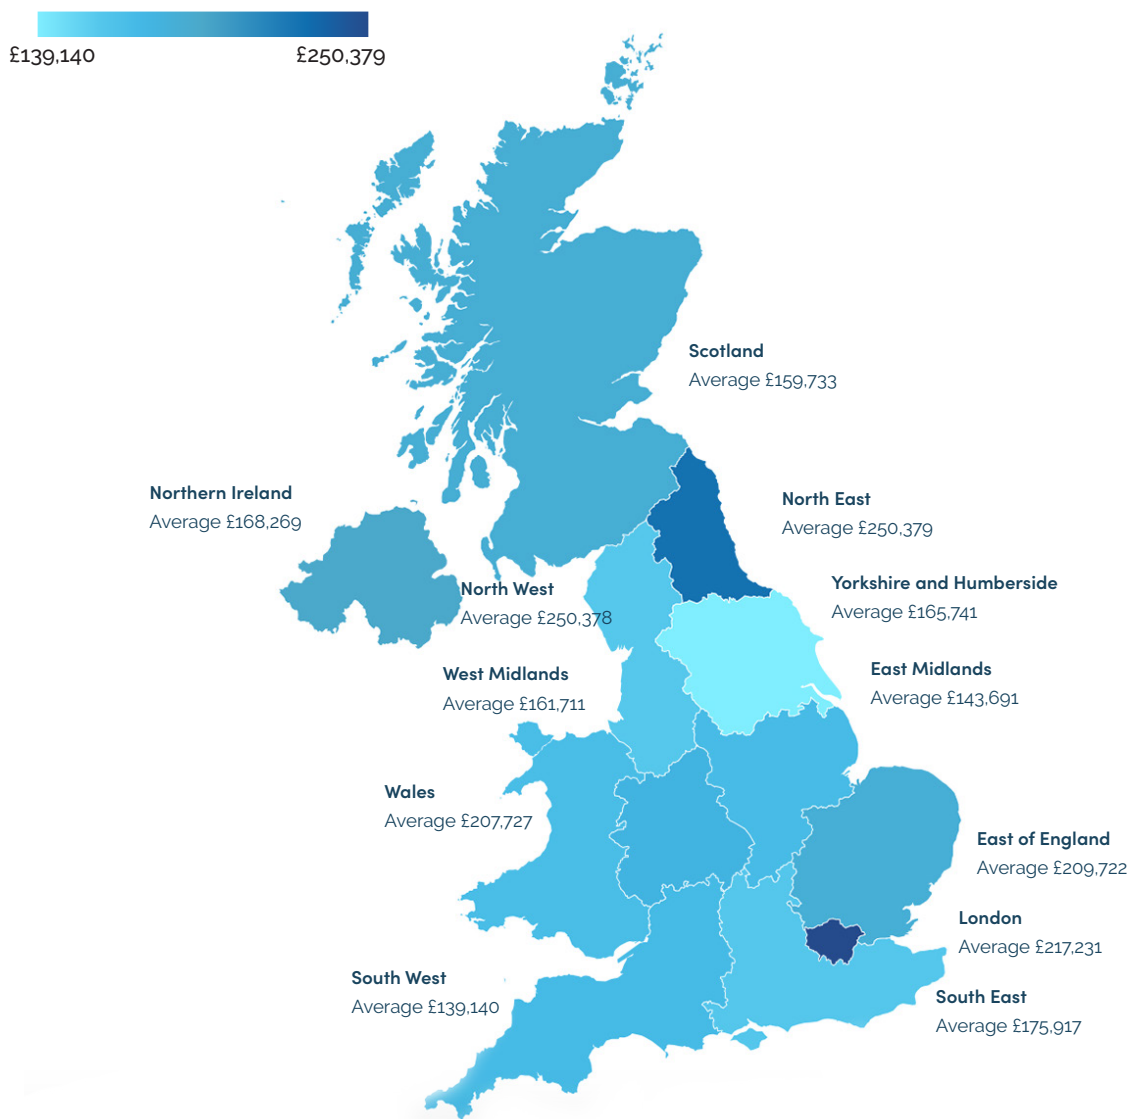 £139,140 £250,379
Scotland
Average £159,733
Northern Ireland
Average £168,269
North East
Average £250,379
North West
Average £250,378
Yorkshire and Humberside
Average £165,741
West Midlands
Average £161,711
East Midlands
Average £143,691
Wales
Average £207,727
East of England
Average £209,722
London
Average £217,231
South West
Average £139,140
South East
Average £175,917